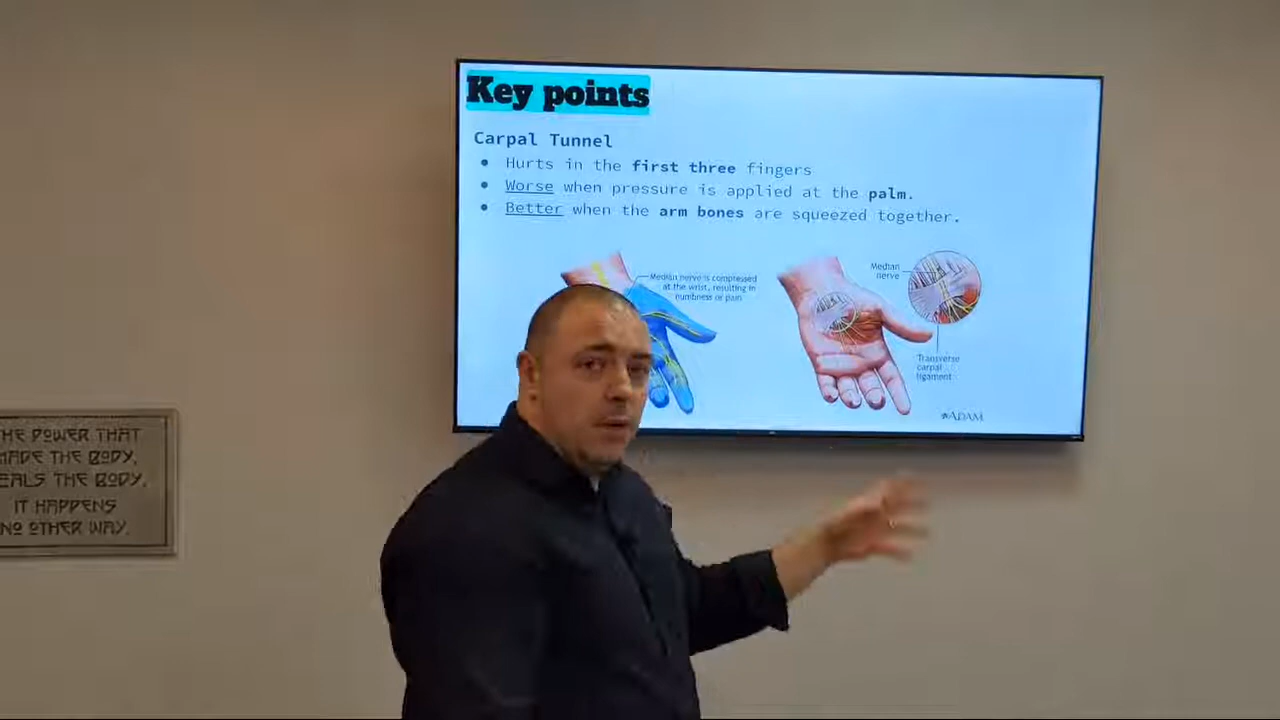 Key points
Carpal Tunnel
● Hurts in the first three fingers
● Worse when pressure is applied at the palm.
● Better when the arm bones are squeezed together.
Median nerve is compressed
at the wrist, resulting in
numbness or pain
Median
nerve
Transverse
carpal
ligament
ADAM
HE POWER THAT
MADE THE BODY,
EALS THE BODY,
IT HAPPENS
NO OTHER WAY.